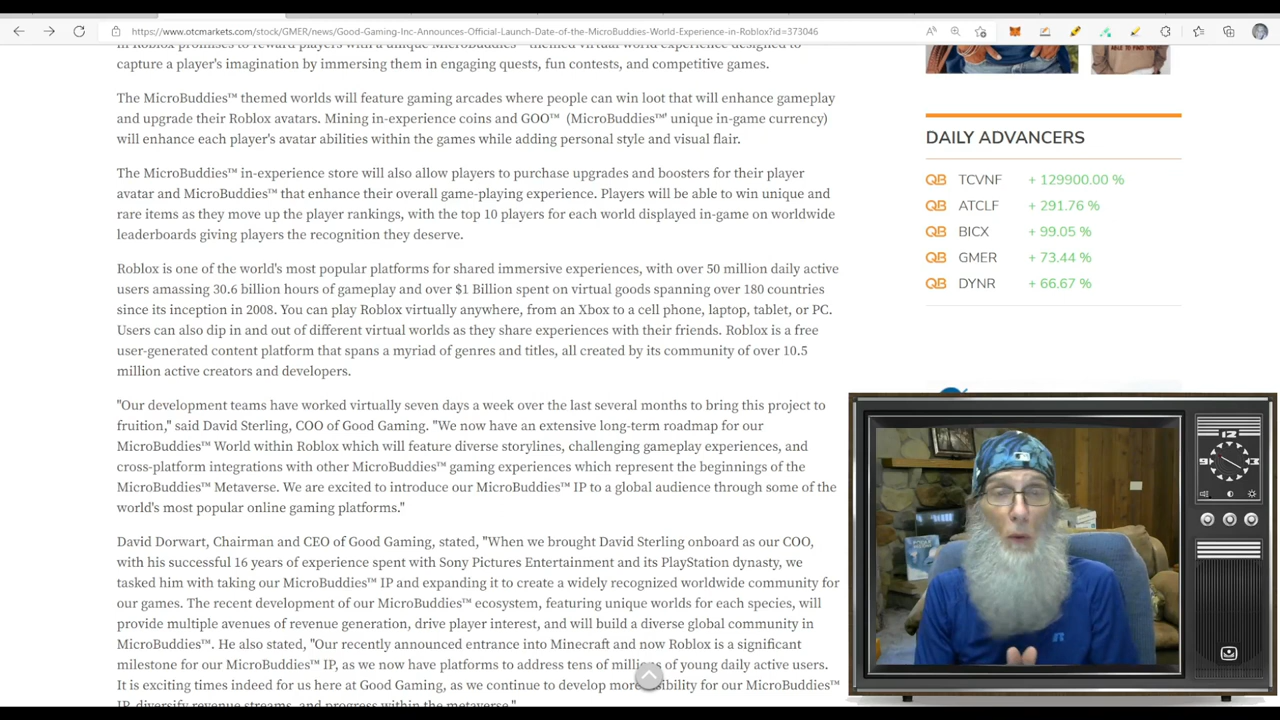 https://www.otcmarkets.com/stock/GMER/news/Good-Gaming-Inc-Announces-Official-Launch-Date-of-the-MicroBuddies-World-Experience-in-Roblox?id=373046
capture a player's imagination by immersing them in engaging quests, fun contests, and competitive games.
The MicroBuddies™ themed worlds will feature gaming arcades where people can win loot that will enhance gameplay
and upgrade their Roblox avatars. Mining in-experience coins and GOO™ (MicroBuddies™' unique in-game currency)
will enhance each player's avatar abilities within the games while adding personal style and visual flair.
The MicroBuddies™ in-experience store will also allow players to purchase upgrades and boosters for their player
avatar and MicroBuddies™ that enhance their overall game-playing experience. Players will be able to win unique and
rare items as they move up the player rankings, with the top 10 players for each world displayed in-game on worldwide
leaderboards giving players the recognition they deserve.
Roblox is one of the world's most popular platforms for shared immersive experiences, with over 50 million daily active
users amassing 30.6 billion hours of gameplay and over $1 Billion spent on virtual goods spanning over 180 countries
since its inception in 2008. You can play Roblox virtually anywhere, from an Xbox to a cell phone, laptop, tablet, or PC.
Users can also dip in and out of different virtual worlds as they share experiences with their friends. Roblox is a free
user-generated content platform that spans a myriad of genres and titles, all created by its community of over 10.5
million active creators and developers.
"Our development teams have worked virtually seven days a week over the last several months to bring this project to
fruition," said David Sterling, COO of Good Gaming. "We now have an extensive long-term roadmap for our
MicroBuddies™ World within Roblox which will feature diverse storylines, challenging gameplay experiences, and
cross-platform integrations with other MicroBuddies™ gaming experiences which represent the beginnings of the
MicroBuddies™ Metaverse. We are excited to introduce our MicroBuddies™ IP to a global audience through some of the
world's most popular online gaming platforms."
David Dorwart, Chairman and CEO of Good Gaming, stated, "When we brought David Sterling onboard as our COO,
with his successful 16 years of experience spent with Sony Pictures Entertainment and its PlayStation dynasty, we
tasked him with taking our MicroBuddies™ IP and expanding it to create a widely recognized worldwide community for
our games. The recent development of our MicroBuddies™ ecosystem, featuring unique worlds for each species, will
provide multiple avenues of revenue generation, drive player interest, and will build a diverse global community in
MicroBuddies™. He also stated, "Our recently announced entrance into Minecraft and now Roblox is a significant
milestone for our MicroBuddies™ IP, as we now have platforms to address tens of millions of young daily active users.
It is exciting times indeed for us here at Good Gaming, as we continue to develop more visibility for our MicroBuddies™
IP, diversify revenue streams, and progress within the metaverse."
DAILY ADVANCERS
QB TCVNF + 129900.00 %
QB ATCLF + 291.76 %
QB BICX + 99.05 %
QB GMER + 73.44 %
QB DYNR + 66.67 %
12
9 3